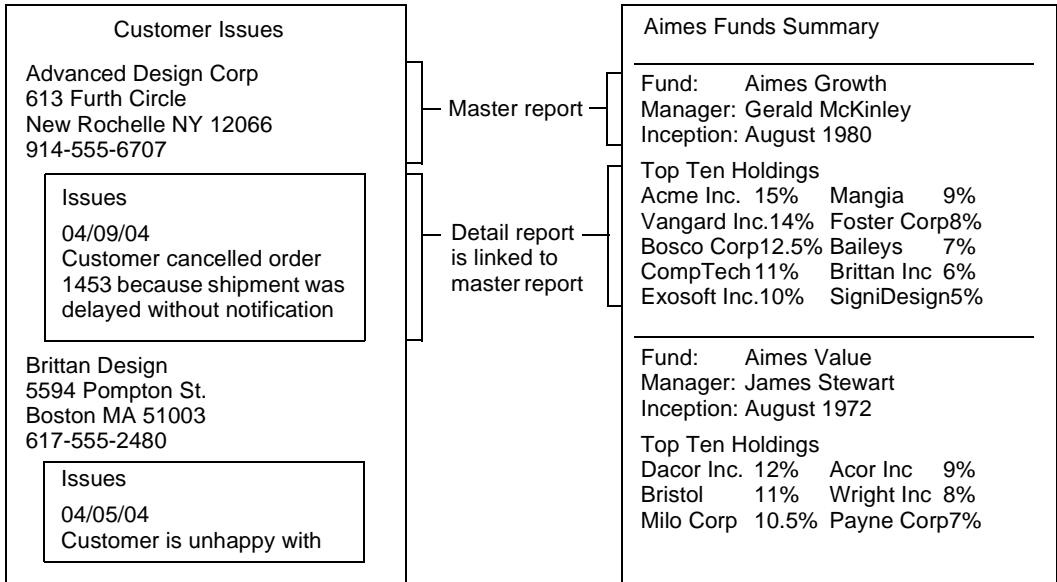 Customer Issues
Advanced Design Corp
613 Furth Circle
New Rochelle NY 12066
914-555-6707
Issues
04/09/04
Customer cancelled order
1453 because shipment was
delayed without notification
Brittan Design
5594 Pompton St.
Boston MA 51003
617-555-2480
Issues
04/05/04
Customer is unhappy with
Master report
Detail report
is linked to
master report
Aimes Funds Summary
Fund: Aimes Growth
Manager: Gerald McKinley
Inception: August 1980
Top Ten Holdings
Acme Inc. 15% Mangia 9%
Vangard Inc.14% Foster Corp8%
Bosco Corp12.5% Baileys 7%
CompTech 11% Brittan Inc 6%
Exosoft Inc.10% SigniDesign5%
Fund: Aimes Value
Manager: James Stewart
Inception: August 1972
Top Ten Holdings
Dacor Inc. 12% Acor Inc 9%
Bristol 11% Wright Inc 8%
Milo Corp 10.5% Payne Corp7%